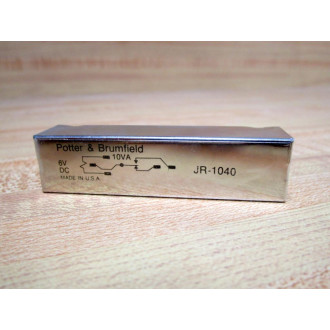 Potter & Brumfield
10VA
6V
DC
MADE IN U.S.A.
JR-1040